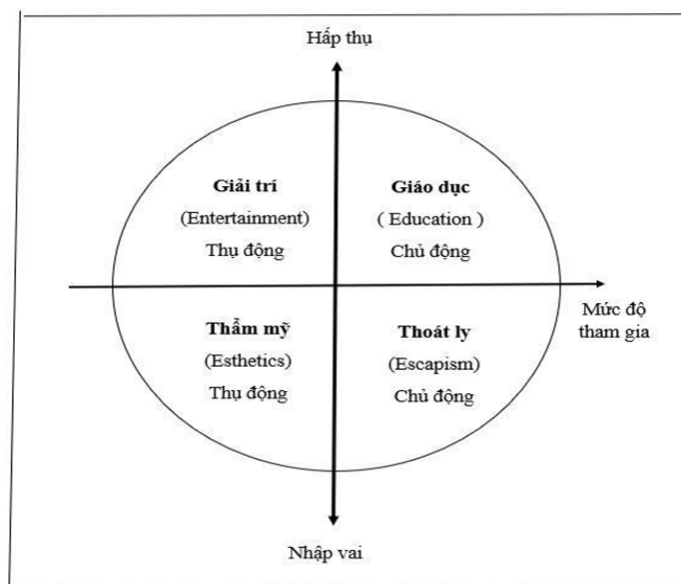 Hấp thụ
Giải trí
(Entertainment)
Thụ động
Giáo dục
( Education )
Chủ động
Mức độ
tham gia
Thẩm mỹ
(Esthetics)
Thụ động
Thoát ly
(Escapism)
Chủ động
Nhập vai